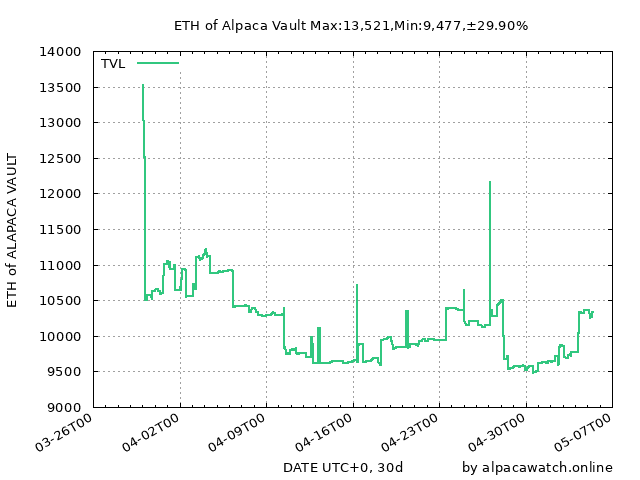 ETH of Alpaca Vault Max:13,521,Min:9,477,±29.90%
TVL
ETH of ALAPACA VAULT
14000
13500
13000
12500
12000
11500
11000
10500
10000
9500
9000
03-26T00
04-02T00
04-09T00
04-16T00
04-23T00
04-30T00
05-07T00
DATE UTC+0, 30d
by alpacawatch.online